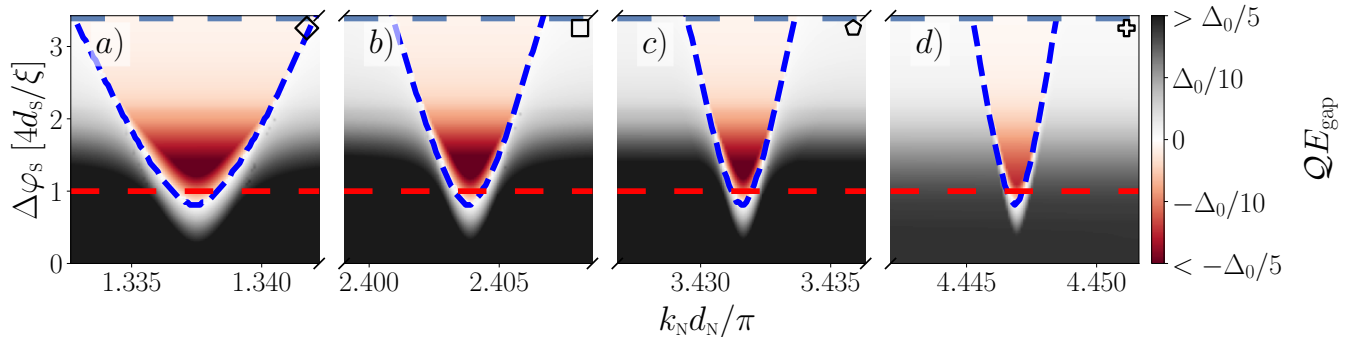 a)
b)
c)
d)
Δφ_S [4d_S/ξ]
3
2
1
0
1.335
1.340
2.400
2.405
3.430
3.435
4.445
4.450
k_N d_N/π
> Δ_0/5
Δ_0/10
0
−Δ_0/10
< −Δ_0/5
QE_gap